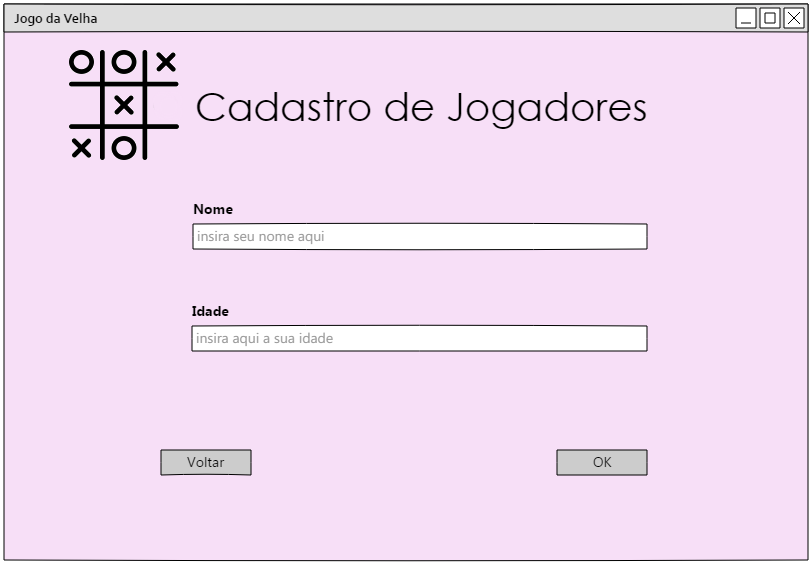 Jogo da Velha
Cadastro de Jogadores
Nome
insira seu nome aqui
Idade
insira aqui a sua idade
Voltar
OK